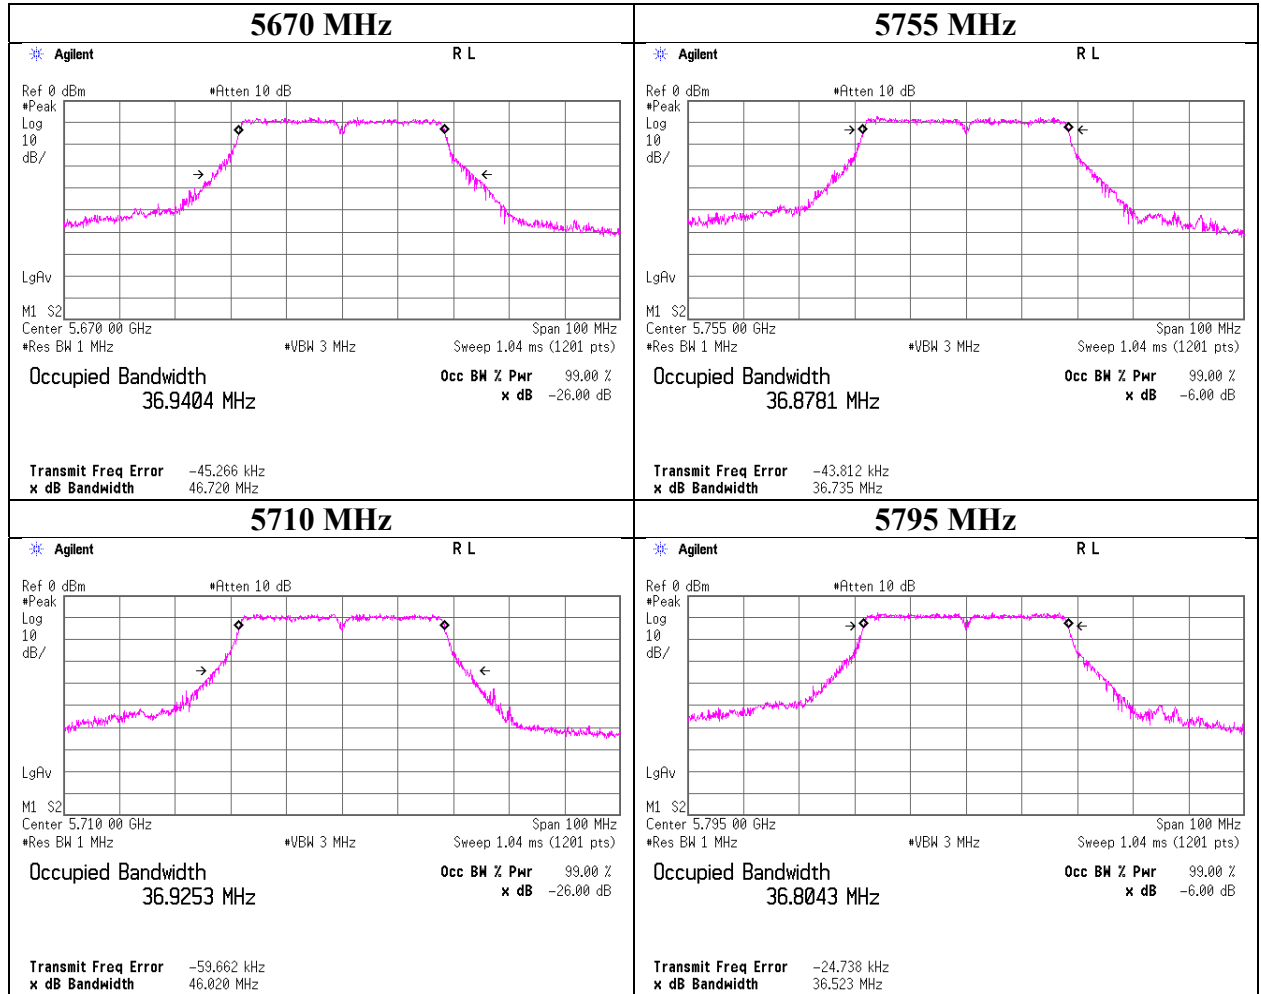 5670 MHz
Agilent R L
Ref 0 dBm #Atten 10 dB
#Peak
Log
10
dB/
LgAv
M1 S2
Center 5.670 00 GHz Span 100 MHz
#Res BW 1 MHz #VBW 3 MHz Sweep 1.04 ms (1201 pts)
Occupied Bandwidth Occ BW % Pwr 99.00 %
36.9404 MHz x dB -26.00 dB
Transmit Freq Error -45.266 kHz
x dB Bandwidth 46.720 MHz
5755 MHz
Agilent R L
Ref 0 dBm #Atten 10 dB
#Peak
Log
10
dB/
LgAv
M1 S2
Center 5.755 00 GHz Span 100 MHz
#Res BW 1 MHz #VBW 3 MHz Sweep 1.04 ms (1201 pts)
Occupied Bandwidth Occ BW % Pwr 99.00 %
36.8781 MHz x dB -6.00 dB
Transmit Freq Error -43.812 kHz
x dB Bandwidth 36.735 MHz
5710 MHz
Agilent R L
Ref 0 dBm #Atten 10 dB
#Peak
Log
10
dB/
LgAv
M1 S2
Center 5.710 00 GHz Span 100 MHz
#Res BW 1 MHz #VBW 3 MHz Sweep 1.04 ms (1201 pts)
Occupied Bandwidth Occ BW % Pwr 99.00 %
36.9253 MHz x dB -26.00 dB
Transmit Freq Error -59.662 kHz
x dB Bandwidth 46.020 MHz
5795 MHz
Agilent R L
Ref 0 dBm #Atten 10 dB
#Peak
Log
10
dB/
LgAv
M1 S2
Center 5.795 00 GHz Span 100 MHz
#Res BW 1 MHz #VBW 3 MHz Sweep 1.04 ms (1201 pts)
Occupied Bandwidth Occ BW % Pwr 99.00 %
36.8043 MHz x dB -6.00 dB
Transmit Freq Error -24.738 kHz
x dB Bandwidth 36.523 MHz